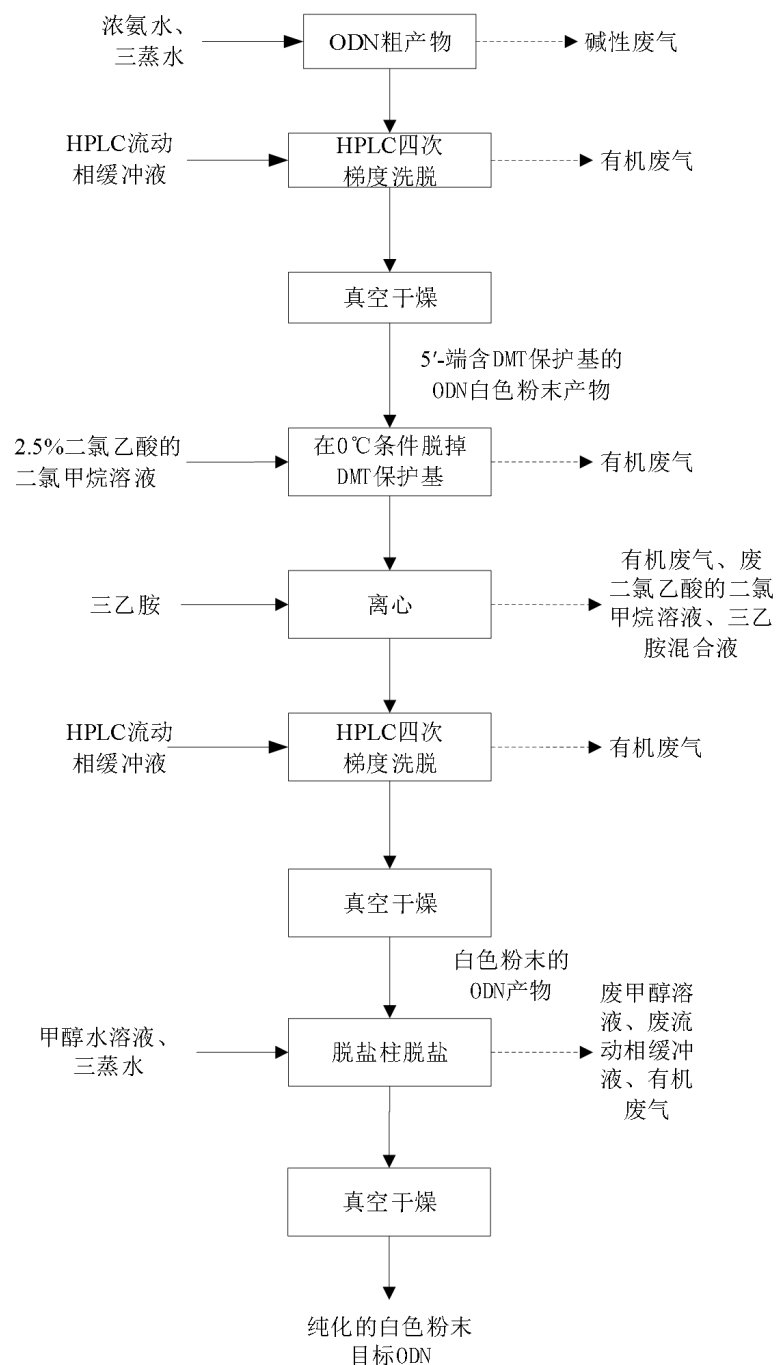 浓氨水、
三蒸水
ODN粗产物
碱性废气
HPLC流动
相缓冲液
HPLC四次
梯度洗脱
有机废气
真空干燥
5′-端含DMT保护基的
ODN白色粉末产物
2.5%二氯乙酸的
二氯甲烷溶液
在0℃条件脱掉
DMT保护基
有机废气
三乙胺
离心
有机废气、废
二氯乙酸的二氯
甲烷溶液、三乙
胺混合液
HPLC流动
相缓冲液
HPLC四次
梯度洗脱
有机废气
真空干燥
白色粉末的
ODN产物
甲醇水溶液、
三蒸水
脱盐柱脱盐
废甲醇溶
液、废流
动相缓冲
液、有机
废气
真空干燥
纯化的白色粉末
目标ODN